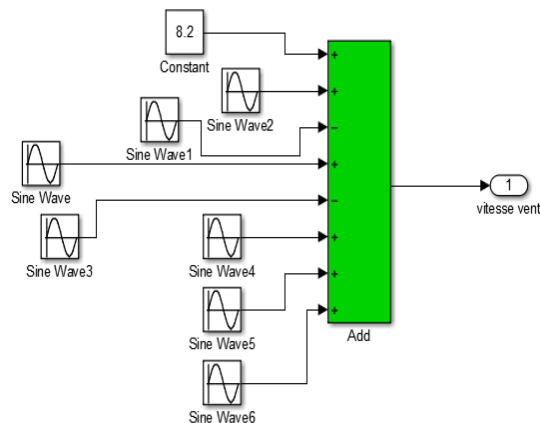 8.2
Constant
+
Sine Wave2
+
Sine Wave1
−
Sine Wave
+
Sine Wave3
−
Sine Wave4
+
Sine Wave5
+
Sine Wave6
+
Add
1
vitesse vent